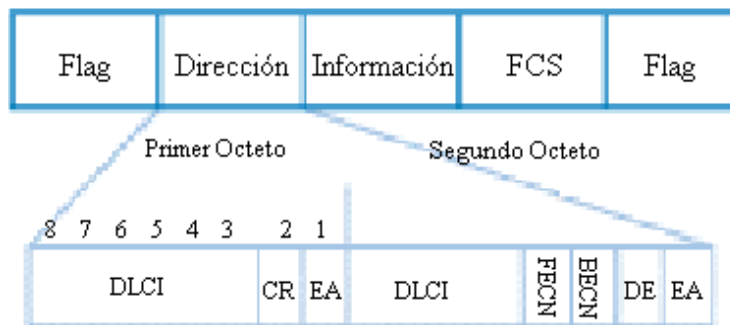 Flag Dirección Información FCS Flag
Primer Octeto Segundo Octeto
8 7 6 5 4 3 2 1
DLCI CR EA DLCI FECN BECN DE EA